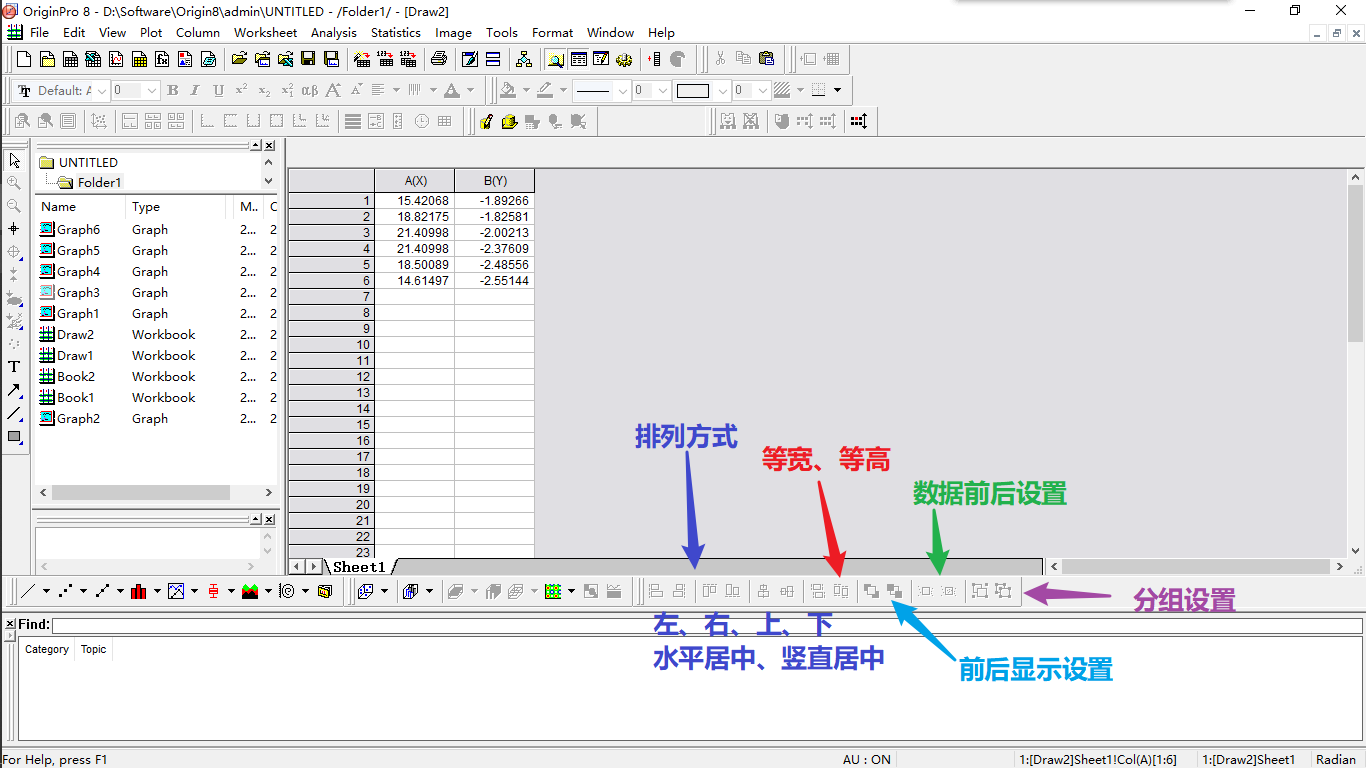 OriginPro 8 - D:\Software\Origin8\admin\UNTITLED - /Folder1/ - [Draw2]
File Edit View Plot Column Worksheet Analysis Statistics Image Tools Format Window Help
Default: A 0 B I U x² x₂ x₁² αβ A A A 0 0
UNTITLED
Folder1
Name Type M.. C
Graph6 Graph 2... 2
Graph5 Graph 2... 2
Graph4 Graph 2... 2
Graph3 Graph 2... 2
Graph1 Graph 2... 2
Draw2 Workbook 2... 2
Draw1 Workbook 2... 2
Book2 Workbook 2... 2
Book1 Workbook 2... 2
Graph2 Graph 2... 2
A(X) B(Y)
1 15.42068 -1.89266
2 18.82175 -1.82581
3 21.40998 -2.00213
4 21.40998 -2.37609
5 18.50089 -2.48556
6 14.61497 -2.55144
7
8
9
10
11
12
13
14
15
16
17
18
19
20
21
22
23
排列方式
等宽、等高
数据前后设置
Sheet1
分组设置
左、右、上、下
水平居中、竖直居中
前后显示设置
Find:
Category Topic
For Help, press F1 AU : ON 1:[Draw2]Sheet1!Col(A)[1:6] 1:[Draw2]Sheet1 Radian